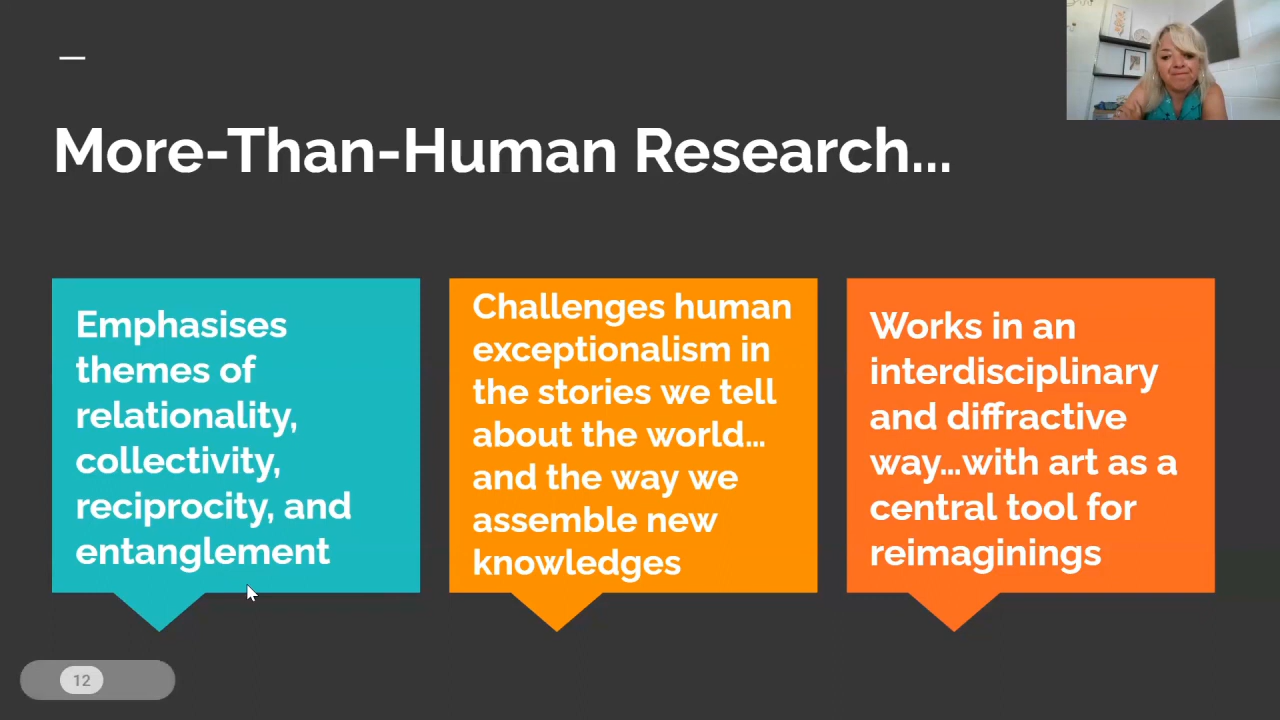 More-Than-Human Research...
Emphasises
themes of
relationality,
collectivity,
reciprocity, and
entanglement
Challenges human
exceptionalism in
the stories we tell
about the world...
and the way we
assemble new
knowledges
Works in an
interdisciplinary
and diffractive
way...with art as a
central tool for
reimaginings
12